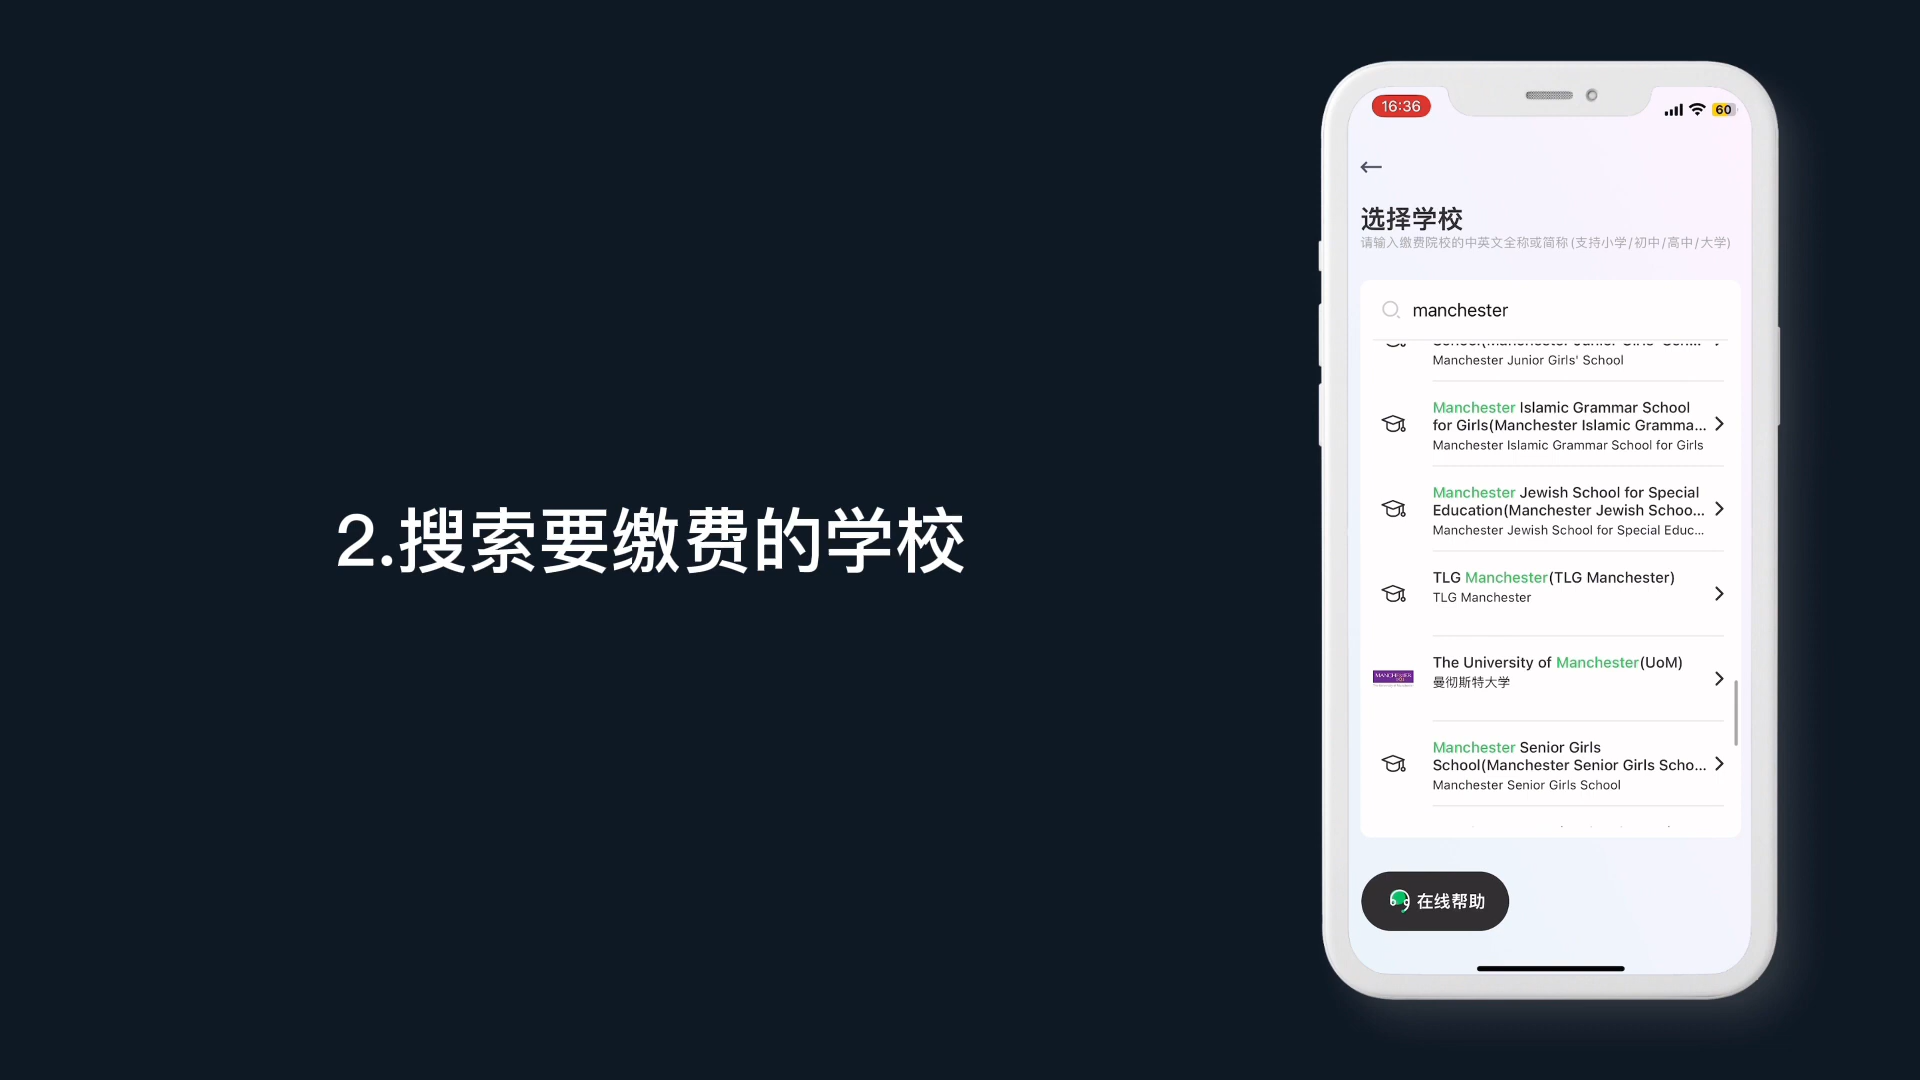 2.搜索要缴费的学校
16:36
60
选择学校
请输入缴费院校的中英文全称或简称(支持小学/初中/高中/大学)
manchester
Manchester Junior Girls' School
Manchester Islamic Grammar School
for Girls(Manchester Islamic Gramma...
Manchester Islamic Grammar School for Girls
Manchester Jewish School for Special
Education(Manchester Jewish Schoo...
Manchester Jewish School for Special Educ...
TLG Manchester(TLG Manchester)
TLG Manchester
The University of Manchester(UoM)
MANCHESTER
曼彻斯特大学
Manchester Senior Girls
School(Manchester Senior Girls Scho...
Manchester Senior Girls School
在线帮助